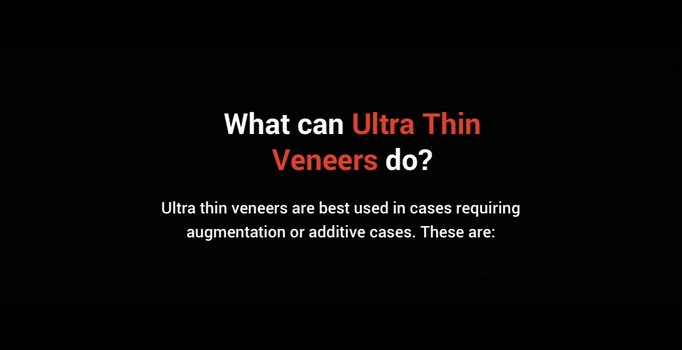 What can Ultra Thin
Veneers do?
Ultra thin veneers are best used in cases requiring
augmentation or additive cases. These are: